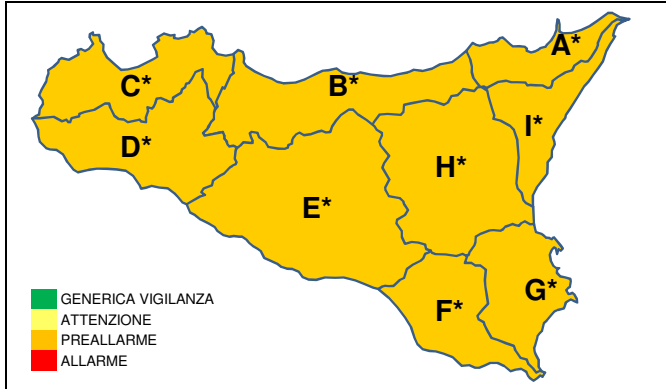 A*
B*
C*
I*
D*
H*
E*
G*
F*
GENERICA VIGILANZA
ATTENZIONE
PREALLARME
ALLARME